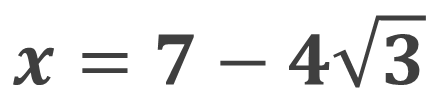 x = 7 − 4√3